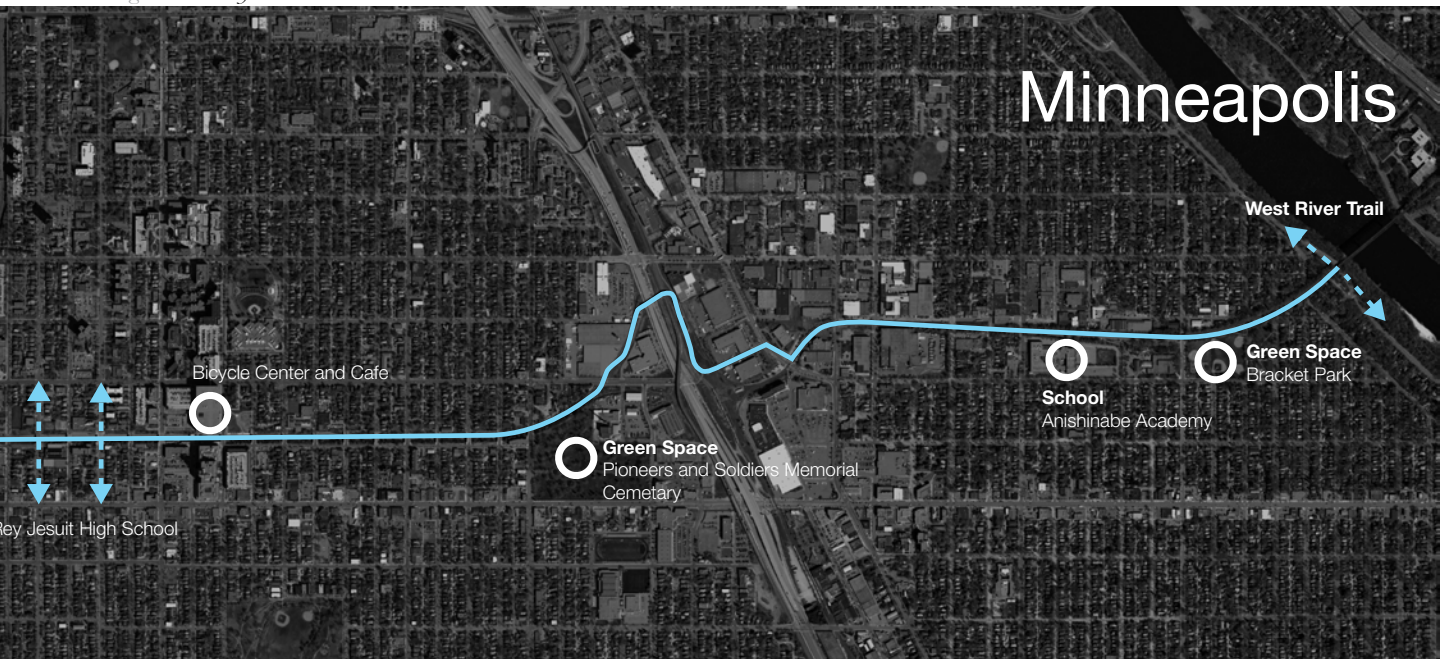 Minneapolis
West River Trail
Green Space
Bracket Park
School
Anishinabe Academy
Bicycle Center and Cafe
Green Space
Pioneers and Soldiers Memorial
Cemetary
Rey Jesuit High School